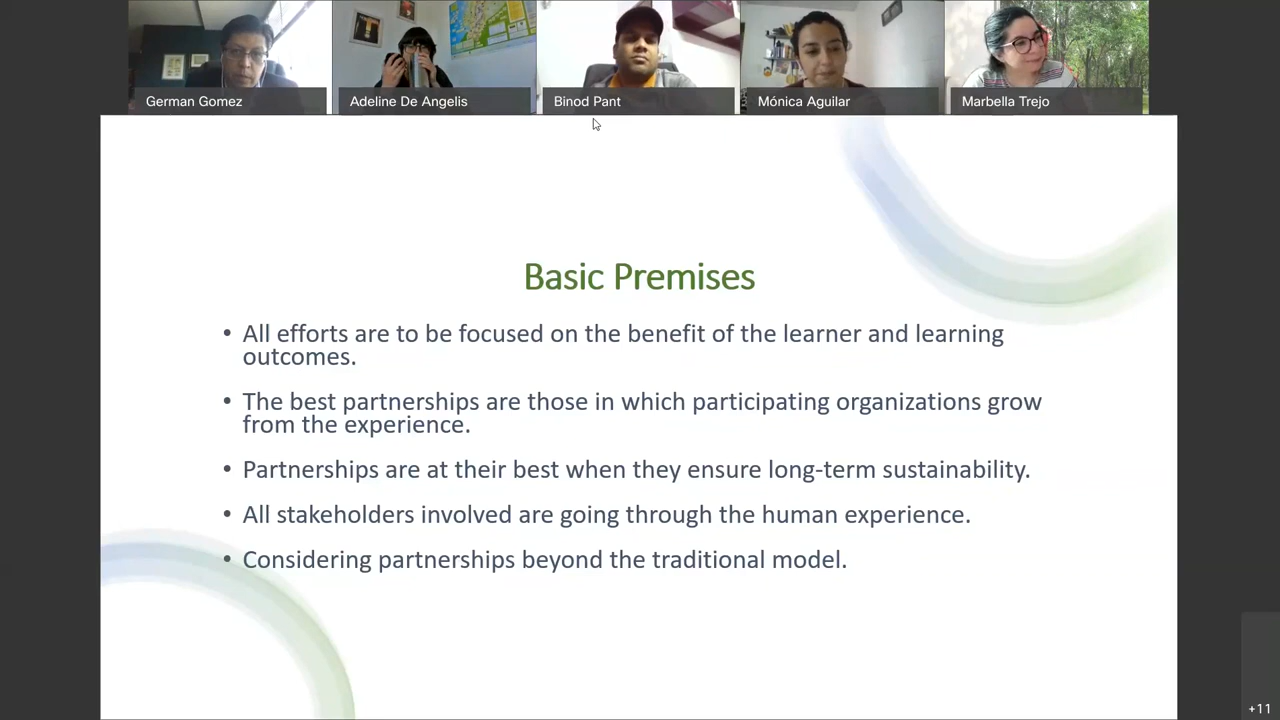 German Gomez
Adeline De Angelis
Binod Pant
Mónica Aguilar
Marbella Trejo
Basic Premises
• All efforts are to be focused on the benefit of the learner and learning
outcomes.
• The best partnerships are those in which participating organizations grow
from the experience.
• Partnerships are at their best when they ensure long-term sustainability.
• All stakeholders involved are going through the human experience.
• Considering partnerships beyond the traditional model.
+11